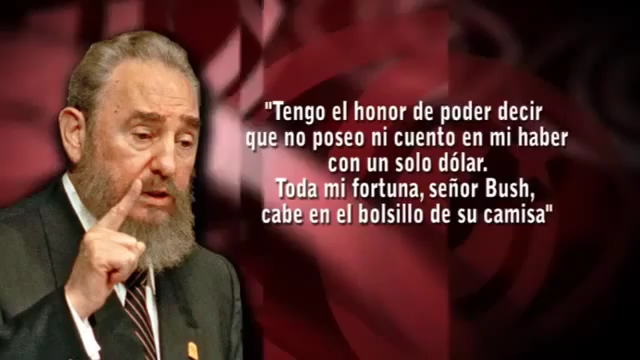 "Tengo el honor de poder decir
que no poseo ni cuento en mi haber
con un solo dólar.
Toda mi fortuna, señor Bush,
cabe en el bolsillo de su camisa"